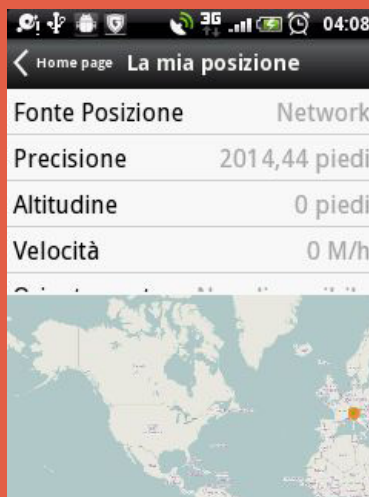 3G 04:08
Home page La mia posizione
Fonte Posizione Network
Precisione 2014,44 piedi
Altitudine 0 piedi
Velocità 0 M/h